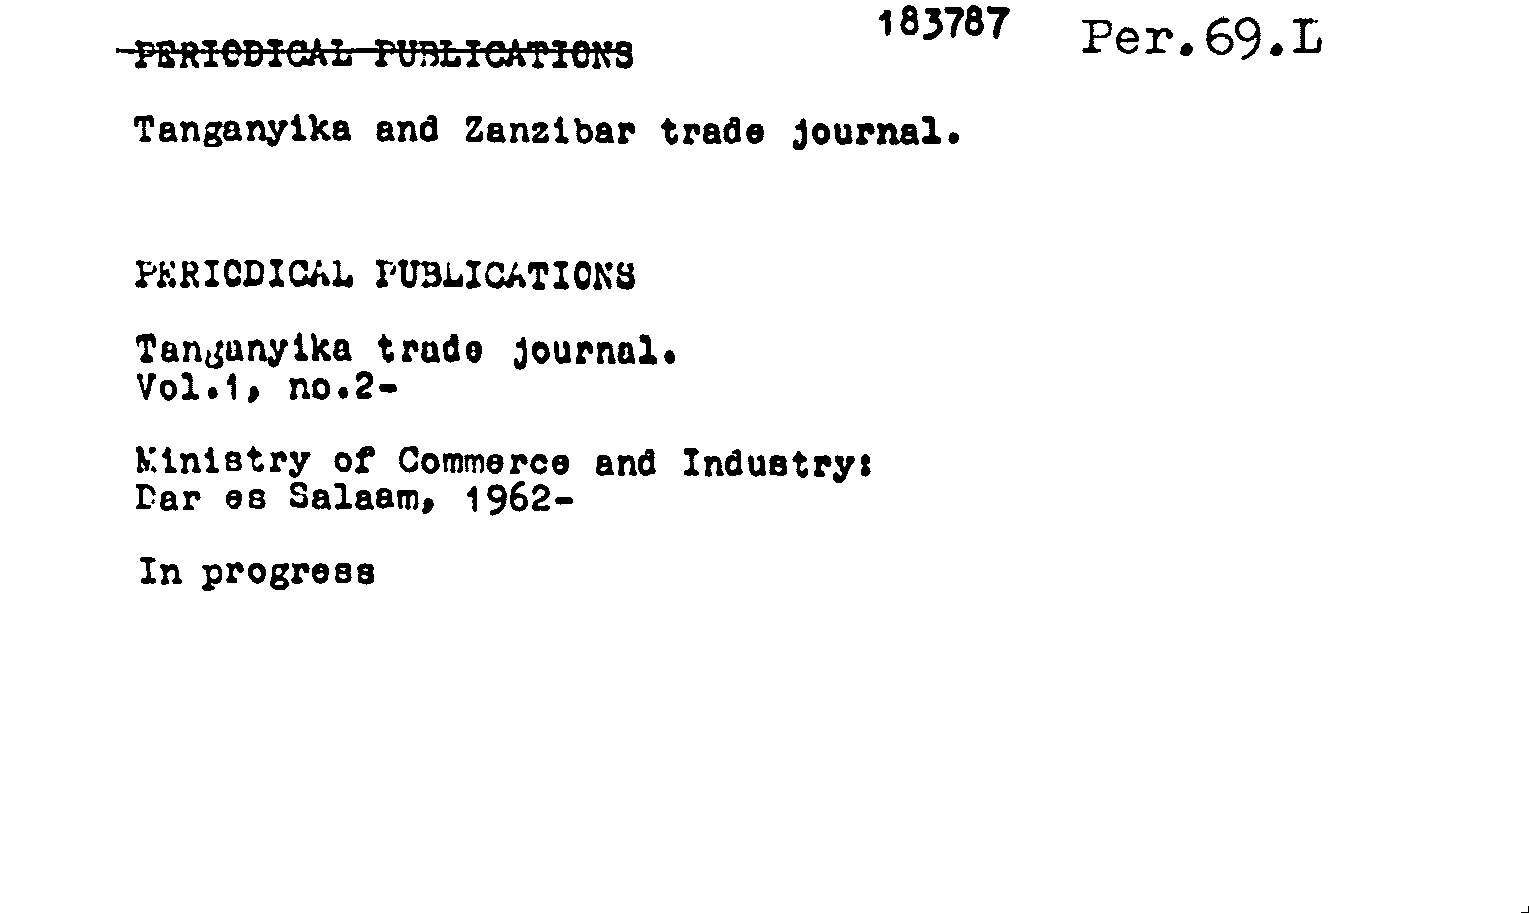 183787 Per.69.L
PERIODICAL PUBLICATIONS
Tanganyika and Zanzibar trade journal.
PERIODICAL PUBLICATIONS
Tanganyika trade journal.
Vol.1, no.2-
Ministry of Commerce and Industry:
Dar es Salaam, 1962-
In progress